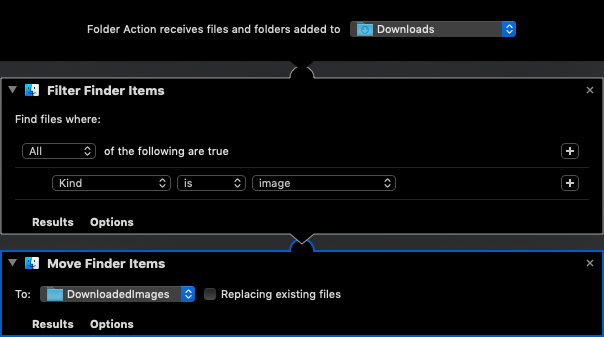 Folder Action receives files and folders added to Downloads
Filter Finder Items
Find files where:
All of the following are true
Kind is image
Results Options
Move Finder Items
To: DownloadedImages Replacing existing files
Results Options